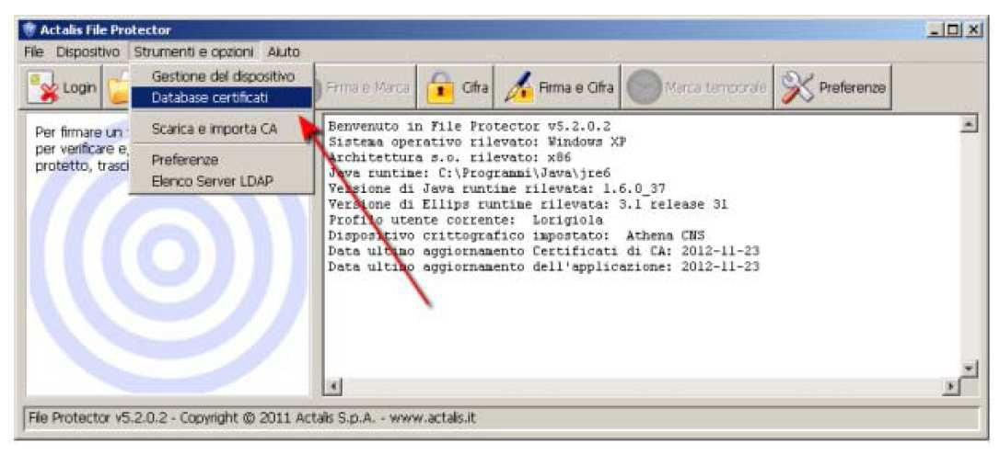 Actalis File Protector
File Dispositivo Strumenti e opzioni Aiuto
Login Firma e Marca Cifra Firma e Cifra Marca temporale Preferenze
Gestione del dispositivo
Database certificati
Scarica e importa CA
Preferenze
Elenco Server LDAP
Per firmare un
per verificare e,
protetto, trasci
Benvenuto in File Protector v5.2.0.2
Sistema operativo rilevato: Windows XP
Architettura s.o. rilevato: x86
Java runtime: C:\Programmi\Java\jre6
Versione di Java runtime rilevata: 1.6.0_37
Versione di Ellips runtime rilevata: 3.1 release 31
Profilo utente corrente: Lorigiola
Dispositivo crittografico impostato: Athena CNS
Data ultimo aggiornamento Certificati di CA: 2012-11-23
Data ultimo aggiornamento dell'applicazione: 2012-11-23
File Protector v5.2.0.2 - Copyright © 2011 Actalis S.p.A. - www.actalis.it